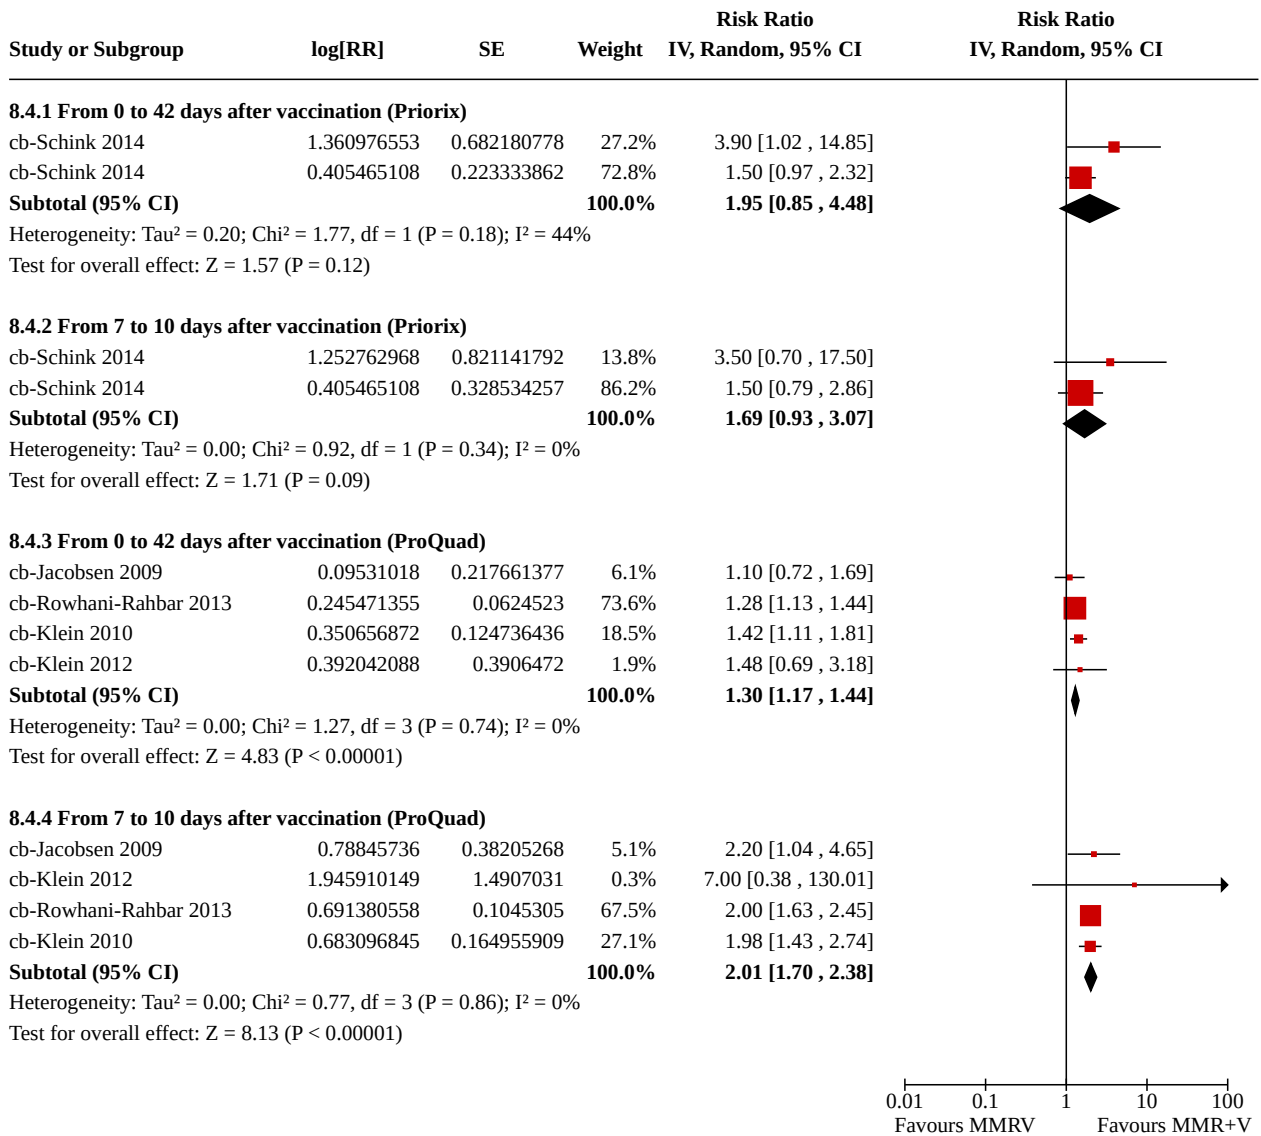 Risk Ratio Risk Ratio
Study or Subgroup log[RR] SE Weight IV, Random, 95% CI IV, Random, 95% CI
8.4.1 From 0 to 42 days after vaccination (Priorix)
cb-Schink 2014 1.360976553 0.682180778 27.2% 3.90 [1.02 , 14.85]
cb-Schink 2014 0.405465108 0.223333862 72.8% 1.50 [0.97 , 2.32]
Subtotal (95% CI) 100.0% 1.95 [0.85 , 4.48]
Heterogeneity: Tau² = 0.20; Chi² = 1.77, df = 1 (P = 0.18); I² = 44%
Test for overall effect: Z = 1.57 (P = 0.12)
8.4.2 From 7 to 10 days after vaccination (Priorix)
cb-Schink 2014 1.252762968 0.821141792 13.8% 3.50 [0.70 , 17.50]
cb-Schink 2014 0.405465108 0.328534257 86.2% 1.50 [0.79 , 2.86]
Subtotal (95% CI) 100.0% 1.69 [0.93 , 3.07]
Heterogeneity: Tau² = 0.00; Chi² = 0.92, df = 1 (P = 0.34); I² = 0%
Test for overall effect: Z = 1.71 (P = 0.09)
8.4.3 From 0 to 42 days after vaccination (ProQuad)
cb-Jacobsen 2009 0.09531018 0.217661377 6.1% 1.10 [0.72 , 1.69]
cb-Rowhani-Rahbar 2013 0.245471355 0.0624523 73.6% 1.28 [1.13 , 1.44]
cb-Klein 2010 0.350656872 0.124736436 18.5% 1.42 [1.11 , 1.81]
cb-Klein 2012 0.392042088 0.3906472 1.9% 1.48 [0.69 , 3.18]
Subtotal (95% CI) 100.0% 1.30 [1.17 , 1.44]
Heterogeneity: Tau² = 0.00; Chi² = 1.27, df = 3 (P = 0.74); I² = 0%
Test for overall effect: Z = 4.83 (P < 0.00001)
8.4.4 From 7 to 10 days after vaccination (ProQuad)
cb-Jacobsen 2009 0.78845736 0.38205268 5.1% 2.20 [1.04 , 4.65]
cb-Klein 2012 1.945910149 1.4907031 0.3% 7.00 [0.38 , 130.01]
cb-Rowhani-Rahbar 2013 0.691380558 0.1045305 67.5% 2.00 [1.63 , 2.45]
cb-Klein 2010 0.683096845 0.164955909 27.1% 1.98 [1.43 , 2.74]
Subtotal (95% CI) 100.0% 2.01 [1.70 , 2.38]
Heterogeneity: Tau² = 0.00; Chi² = 0.77, df = 3 (P = 0.86); I² = 0%
Test for overall effect: Z = 8.13 (P < 0.00001)
0.01 0.1 1 10 100
Favours MMRV Favours MMR+V